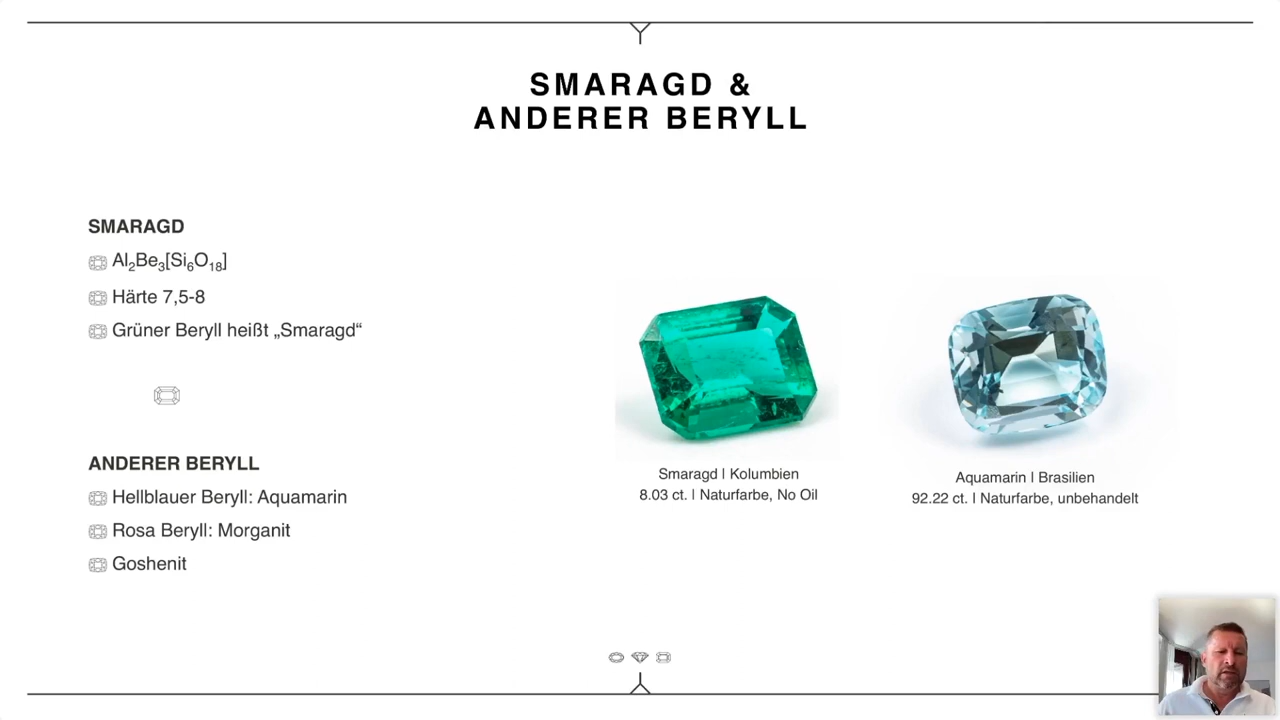 SMARAGD &
ANDERER BERYLL
SMARAGD
Al₂Be₃[Si₆O₁₈]
Härte 7,5-8
Grüner Beryll heißt „Smaragd“
ANDERER BERYLL
Hellblauer Beryll: Aquamarin
Rosa Beryll: Morganit
Goshenit
Smaragd | Kolumbien
8.03 ct. | Naturfarbe, No Oil
Aquamarin | Brasilien
92.22 ct. | Naturfarbe, unbehandelt